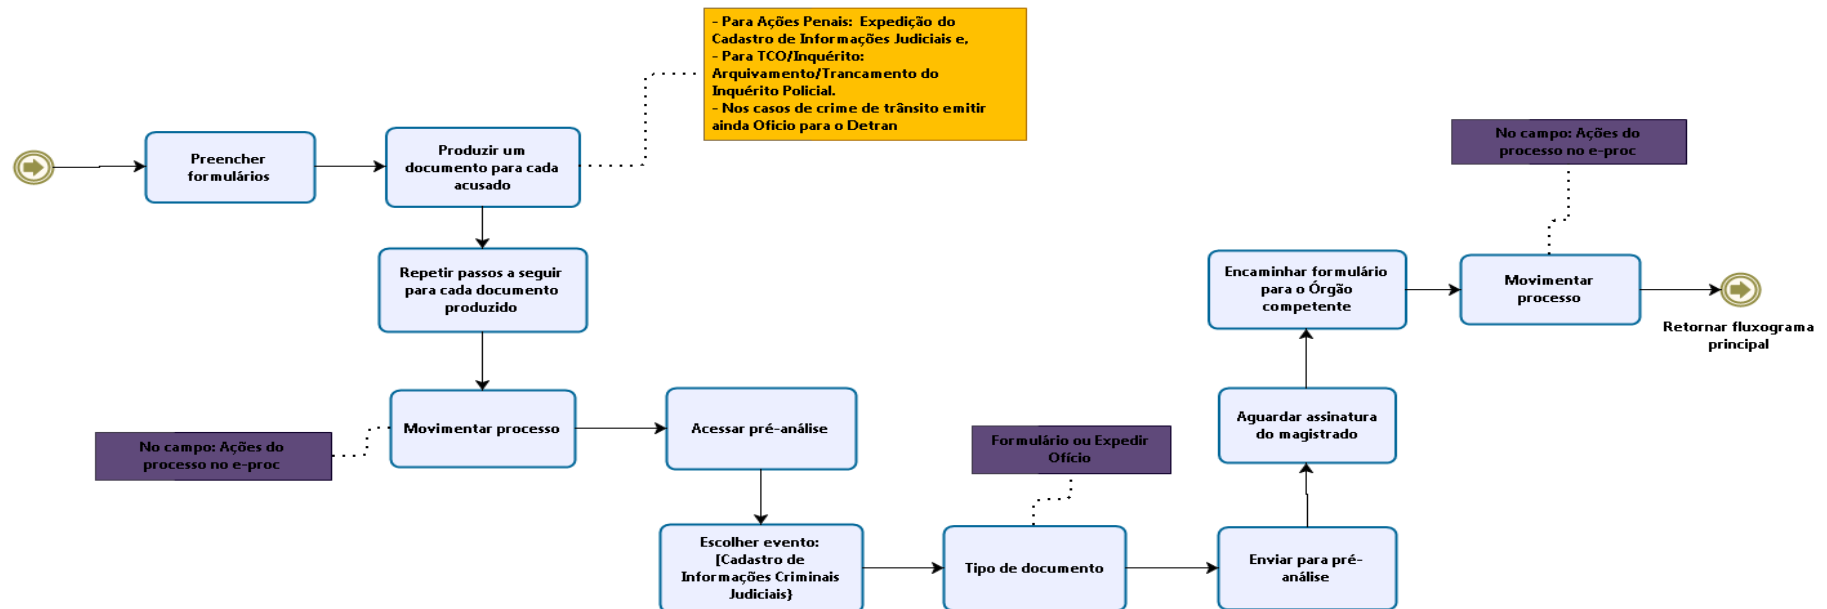 - Para Ações Penais:  Expedição do
Cadastro de Informações Judiciais e,
- Para TCO/Inquérito:
Arquivamento/Trancamento do
Inquérito Policial.
- Nos casos de crime de trânsito emitir
ainda Oficio para o Detran
Preencher
formulários
Produzir um
documento para cada
acusado
No campo: Ações do
processo no e-proc
Repetir passos a seguir
para cada documento
produzido
Encaminhar formulário
para o Órgão
competente
Movimentar
processo
Retornar fluxograma
principal
No campo: Ações do
processo no e-proc
Movimentar processo
Acessar pré-análise
Formulário ou Expedir
Ofício
Aguardar assinatura
do magistrado
Escolher evento:
[Cadastro de
Informações Criminais
Judiciais}
Tipo de documento
Enviar para pré-
análise